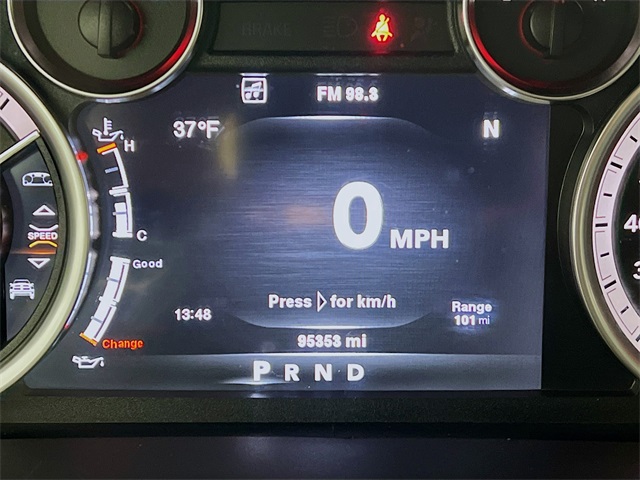 BRAKE
FM 98.3
37°F
N
H
0 MPH
C
SPEED
Good
Press ▷ for km/h
13:48
Range
101 mi
95353 mi
Change
P R N D